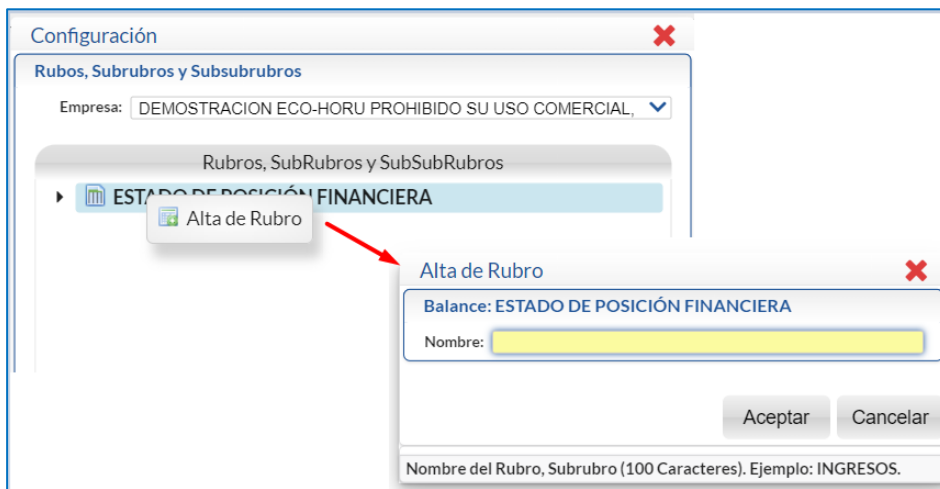 Configuración
Rubos, Subrubros y Subsubrubros
Empresa: DEMOSTRACION ECO-HORU PROHIBIDO SU USO COMERCIAL,
Rubros, SubRubros y SubSubRubros
ESTADO DE POSICIÓN FINANCIERA
Alta de Rubro
Alta de Rubro
Balance: ESTADO DE POSICIÓN FINANCIERA
Nombre:
Aceptar Cancelar
Nombre del Rubro, Subrubro (100 Caracteres). Ejemplo: INGRESOS.